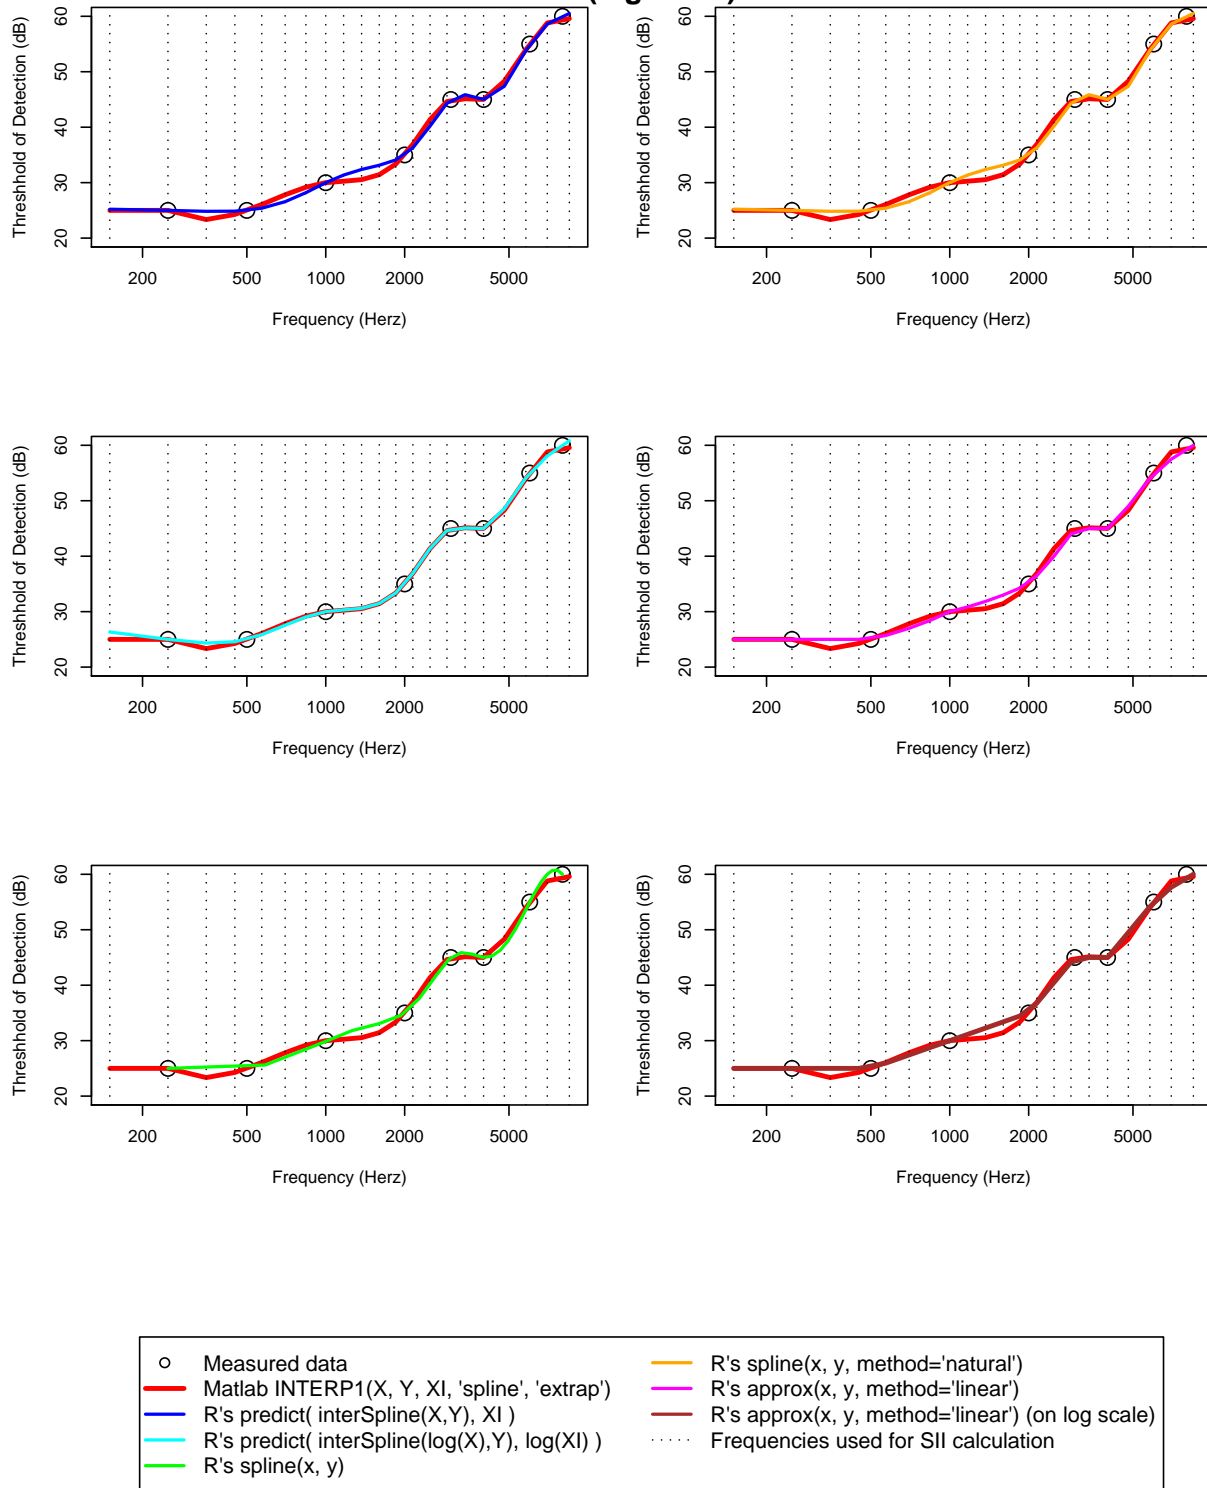 60
50
40
30
20
Threshhold of Detection (dB)
200 500 1000 2000 5000
Frequency (Herz)
60
50
40
30
20
Threshhold of Detection (dB)
200 500 1000 2000 5000
Frequency (Herz)
60
50
40
30
20
Threshhold of Detection (dB)
200 500 1000 2000 5000
Frequency (Herz)
60
50
40
30
20
Threshhold of Detection (dB)
200 500 1000 2000 5000
Frequency (Herz)
60
50
40
30
20
Threshhold of Detection (dB)
200 500 1000 2000 5000
Frequency (Herz)
60
50
40
30
20
Threshhold of Detection (dB)
200 500 1000 2000 5000
Frequency (Herz)
Measured data
Matlab INTERP1(X, Y, XI, 'spline', 'extrap')
R's predict( interSpline(X,Y), XI )
R's predict( interSpline(log(X),Y), log(XI) )
R's spline(x, y)
R's spline(x, y, method='natural')
R's approx(x, y, method='linear')
R's approx(x, y, method='linear') (on log scale)
Frequencies used for SII calculation